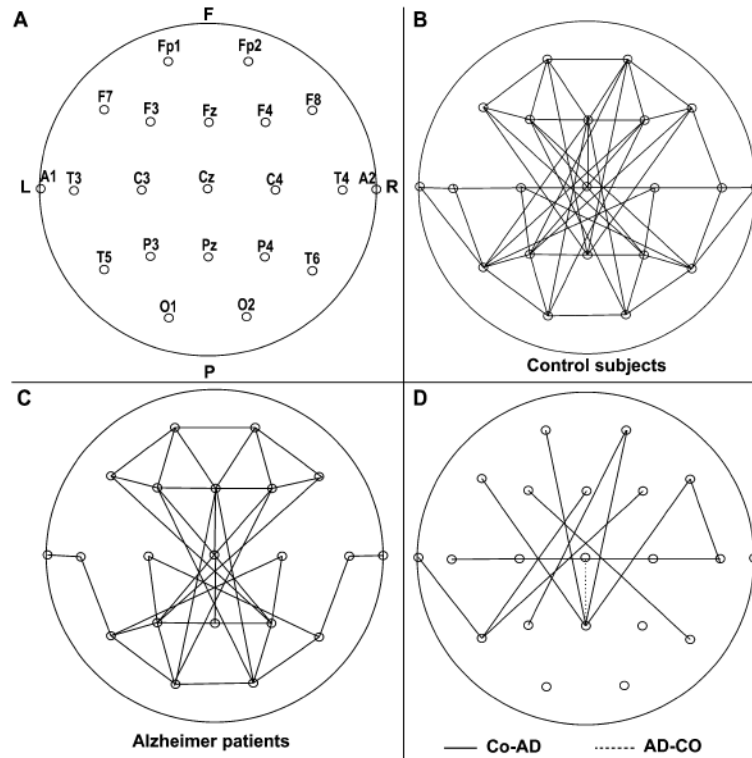 A
F
Fp1 Fp2
F7 F3 Fz F4 F8
L A1 T3 C3 Cz C4 T4 A2 R
T5 P3 Pz P4 T6
O1 O2
P
B
Control subjects
C
Alzheimer patients
D
Co-AD AD-CO